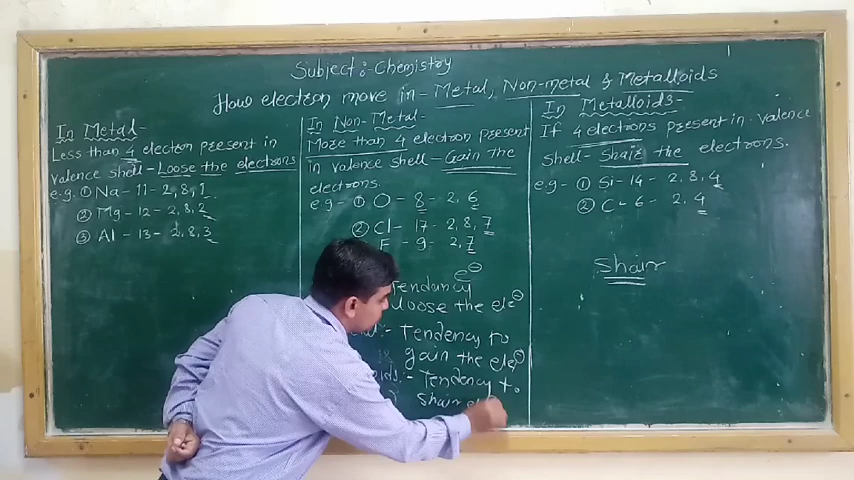 Subject: Chemistry
How electron move in - Metal, Non-metal & Metalloids
In Metal -
Less than 4 electron present in
valence shell - Loose the electrons
e.g. ① Na - 11 - 2, 8, 1
② Mg - 12 - 2, 8, 2
③ Al - 13 - 2, 8, 3
In Non-Metal -
More than 4 electron present
in valence shell - Gain the
electrons.
e.g - ① O - 8 - 2, 6
② Cl - 17 - 2, 8, 7
F - 9 - 2, 7
e⊖
Tendancy
loose the ele⊖
:- Tendency to
gain the ele⊖
ids :- Tendency to
Shair
In Metalloids -
If 4 electrons present in valence
shell - Shair the electrons.
e.g - ① Si - 14 - 2, 8, 4
② C - 6 - 2, 4
Shair